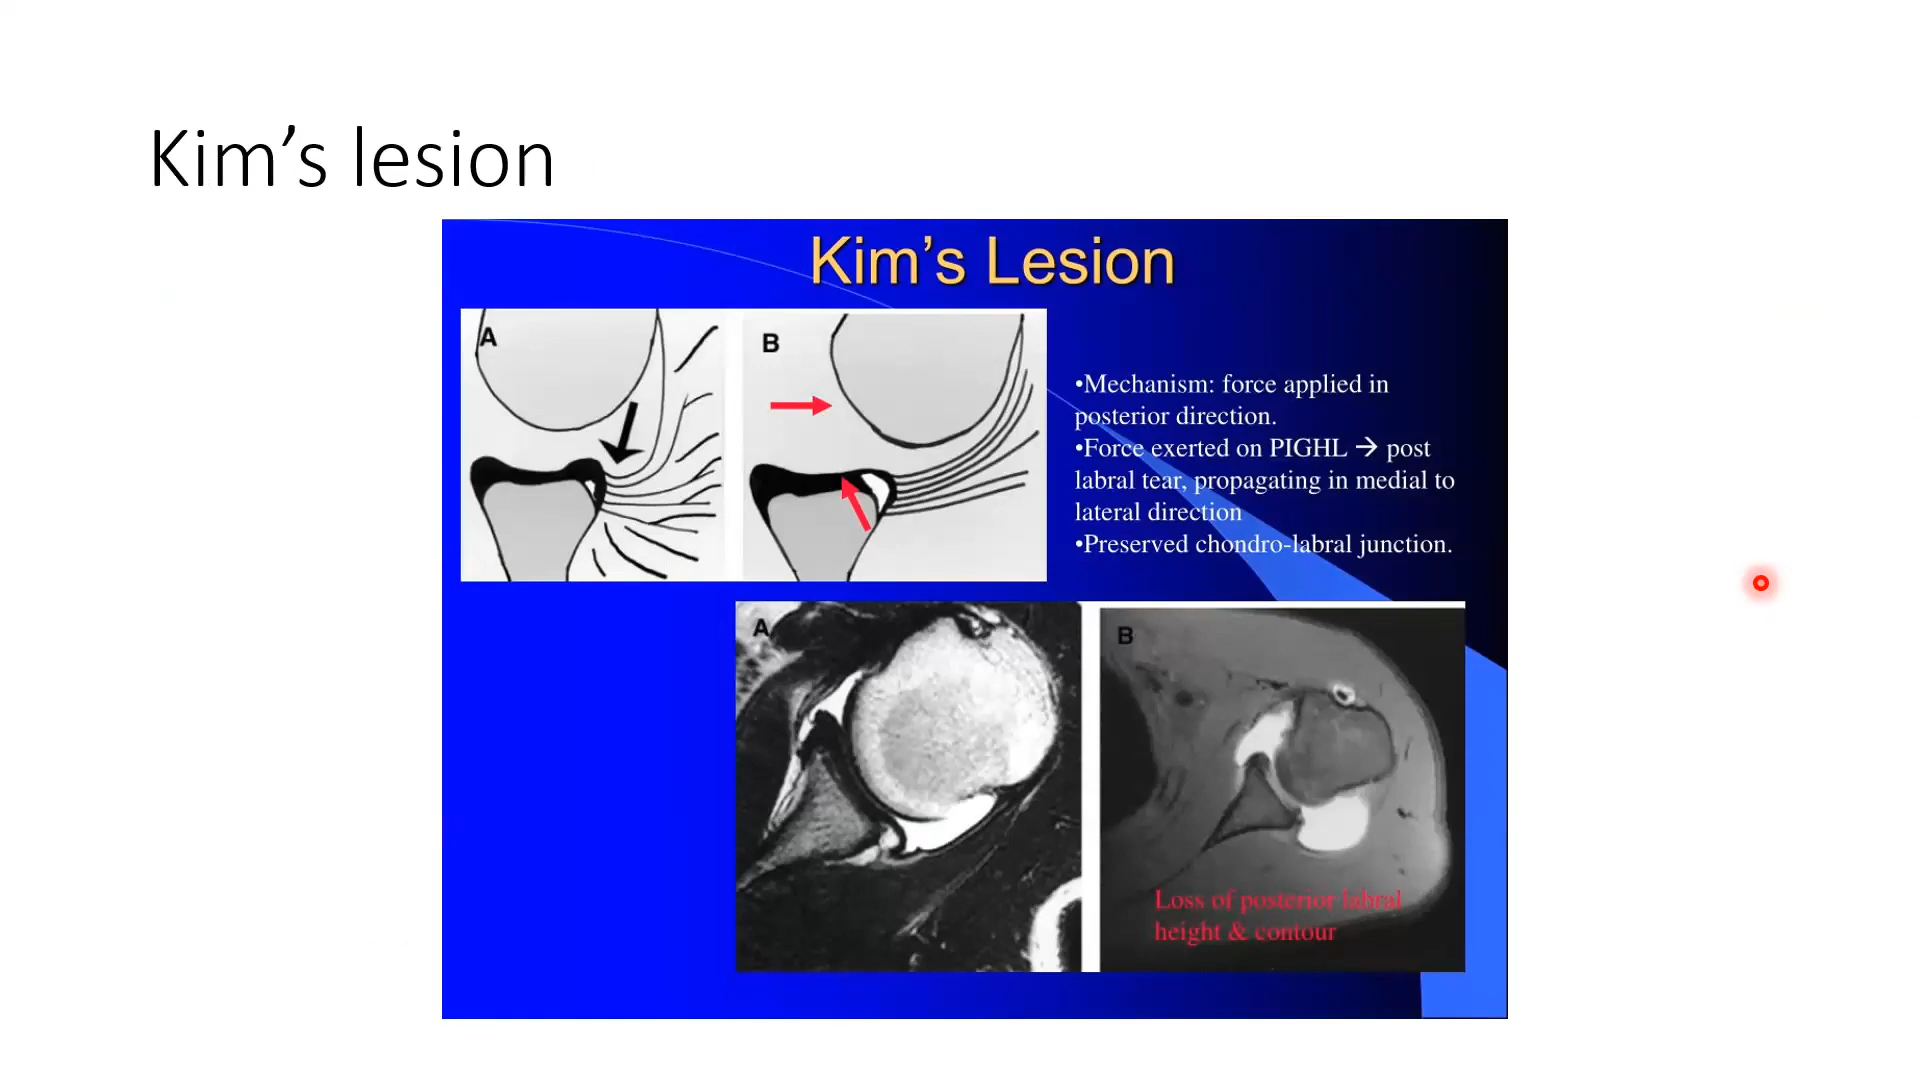 Kim’s lesion
Kim’s Lesion
A
B
•Mechanism: force applied in
posterior direction.
•Force exerted on PIGHL → post
labral tear, propagating in medial to
lateral direction
•Preserved chondro-labral junction.
A
B
Loss of posterior labral
height & contour